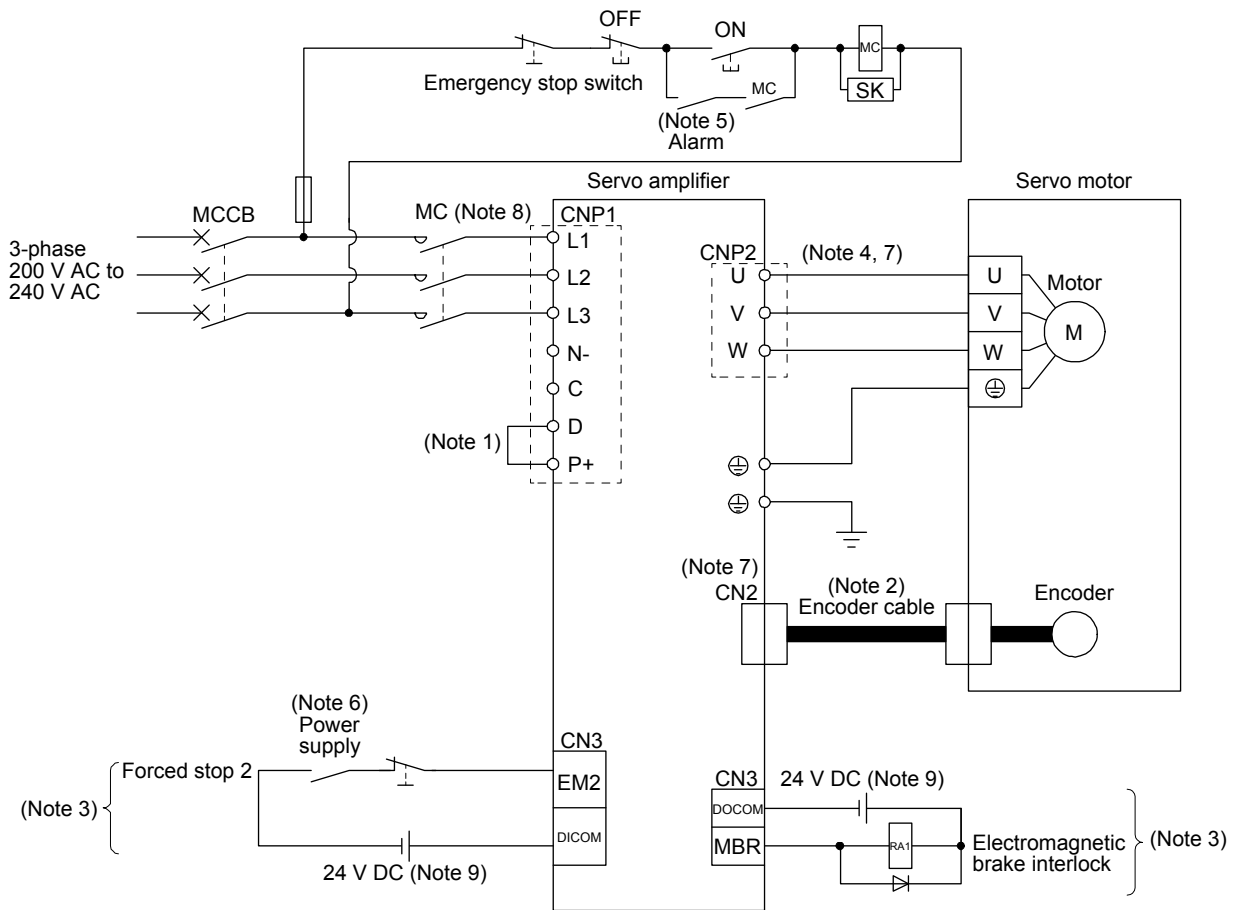 OFF
ON
MC
Emergency stop switch
SK
MC
(Note 5)
Alarm
Servo amplifier
Servo motor
MCCB
MC (Note 8)
CNP1
3-phase
200 V AC to
240 V AC
L1
L2
L3
N-
C
D
P+
(Note 1)
CNP2
(Note 4, 7)
U
V
W
U
V
W
Motor
M
(Note 7)
CN2
(Note 2)
Encoder cable
Encoder
(Note 6)
Power
supply
CN3
Forced stop 2
EM2
(Note 3)
DICOM
24 V DC (Note 9)
CN3
24 V DC (Note 9)
DOCOM
MBR
RA1
Electromagnetic
brake interlock
(Note 3)